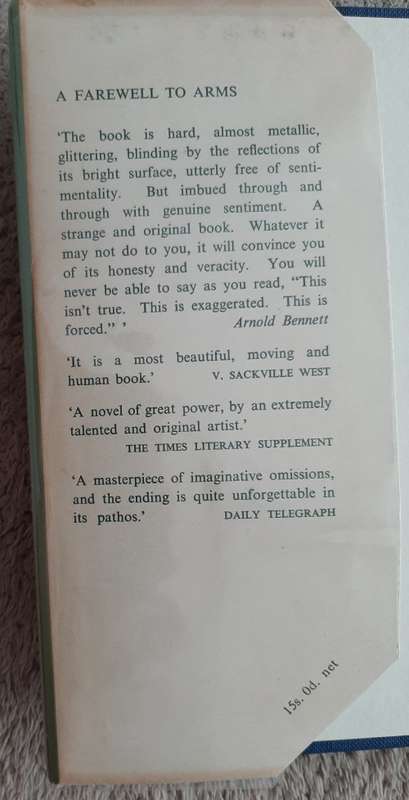 A FAREWELL TO ARMS
‘The book is hard, almost metallic,
glittering, blinding by the reflections of
its bright surface, utterly free of senti-
mentality. But imbued through and
through with genuine sentiment. A
strange and original book. Whatever it
may not do to you, it will convince you
of its honesty and veracity. You will
never be able to say as you read, “This
isn't true. This is exaggerated. This is
forced.” ’ Arnold Bennett
‘It is a most beautiful, moving and
human book.’ V. SACKVILLE WEST
‘A novel of great power, by an extremely
talented and original artist.’
THE TIMES LITERARY SUPPLEMENT
‘A masterpiece of imaginative omissions,
and the ending is quite unforgettable in
its pathos.’ DAILY TELEGRAPH
15s. 0d. net